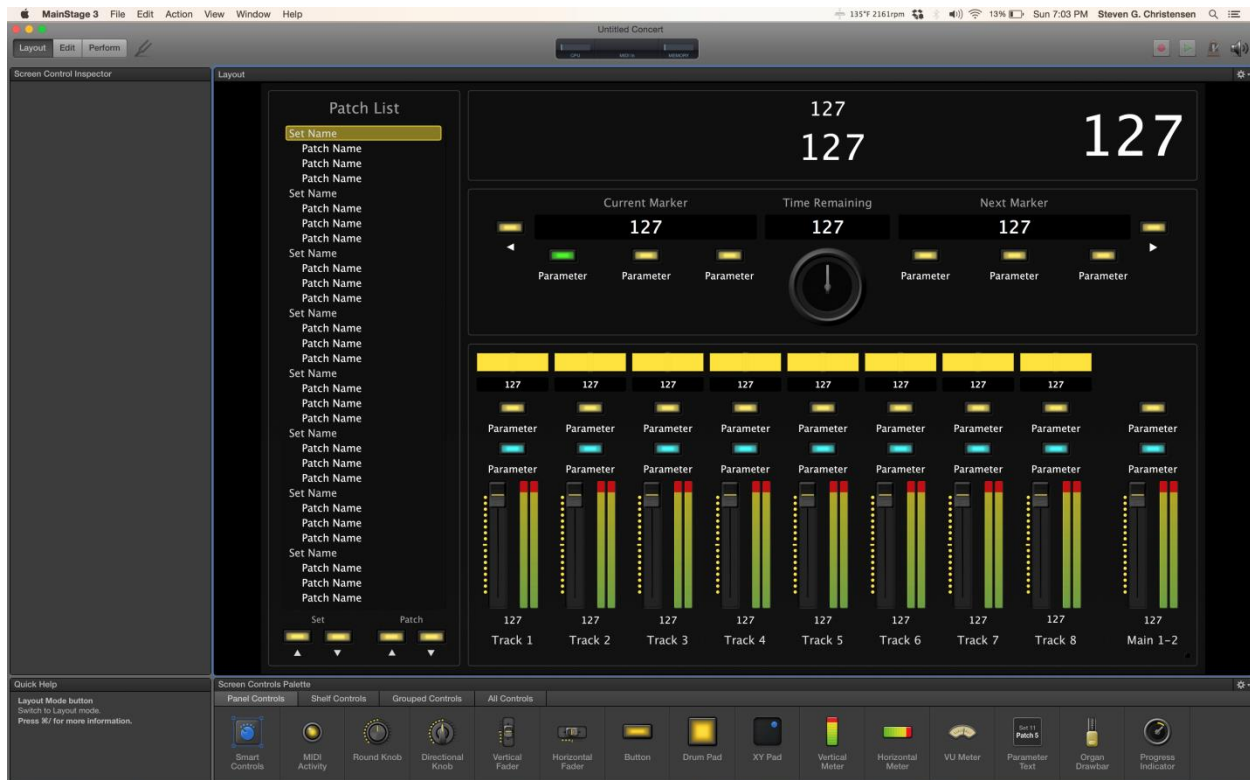 MainStage 3 File Edit Action View Window Help 135°F 2161rpm 13% Sun 7:03 PM Steven G. Christensen
Untitled Concert
Layout Edit Perform
CPU MIDI In MEMORY
Screen Control Inspector
Layout
Patch List
Set Name
Patch Name
Patch Name
Patch Name
Set Name
Patch Name
Patch Name
Patch Name
Set Name
Patch Name
Patch Name
Patch Name
Set Name
Patch Name
Patch Name
Patch Name
Set Name
Patch Name
Patch Name
Patch Name
Set Name
Patch Name
Patch Name
Patch Name
Set Name
Patch Name
Patch Name
Patch Name
Set Name
Patch Name
Patch Name
Patch Name
Set Patch
127
127
127
Current Marker Time Remaining Next Marker
127 127 127
Parameter Parameter Parameter Parameter Parameter Parameter
127 127 127 127 127 127 127 127
Parameter Parameter Parameter Parameter Parameter Parameter Parameter Parameter Parameter
Parameter Parameter Parameter Parameter Parameter Parameter Parameter Parameter Parameter
127 127 127 127 127 127 127 127 127
Track 1 Track 2 Track 3 Track 4 Track 5 Track 6 Track 7 Track 8 Main 1-2
Quick Help
Layout Mode button
Switch to Layout mode.
Press ⌘/ for more information.
Screen Controls Palette
Panel Controls Shelf Controls Grouped Controls All Controls
Set 11
Patch 5
Smart Controls
MIDI Activity
Round Knob
Directional Knob
Vertical Fader
Horizontal Fader
Button
Drum Pad
XY Pad
Vertical Meter
Horizontal Meter
VU Meter
Parameter Text
Organ Drawbar
Progress Indicator